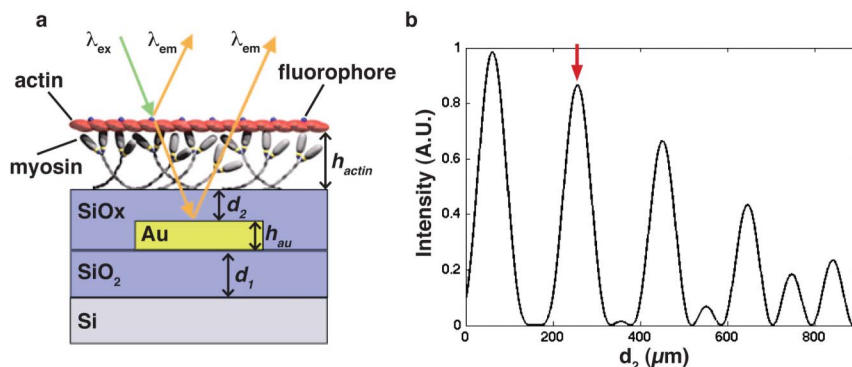 a
λex
λem
λem
actin
fluorophore
myosin
hactin
SiOx
d2
Au
hau
SiO2
d1
Si
b
Intensity (A.U.)
1
0.8
0.6
0.4
0.2
0
0
200
400
600
800
d2 (μm)